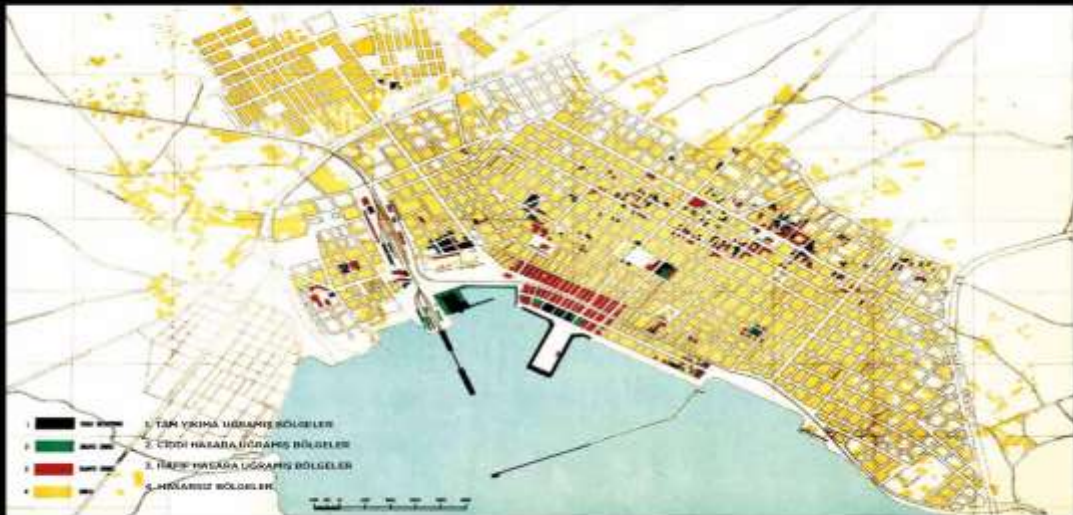 1. TAM YIKIMA UĞRAMIŞ BÖLGELER
2. CİDDİ HASARA UĞRAMIŞ BÖLGELER
3. HAFİF HASARA UĞRAMIŞ BÖLGELER
4. HASARSIZ BÖLGELER